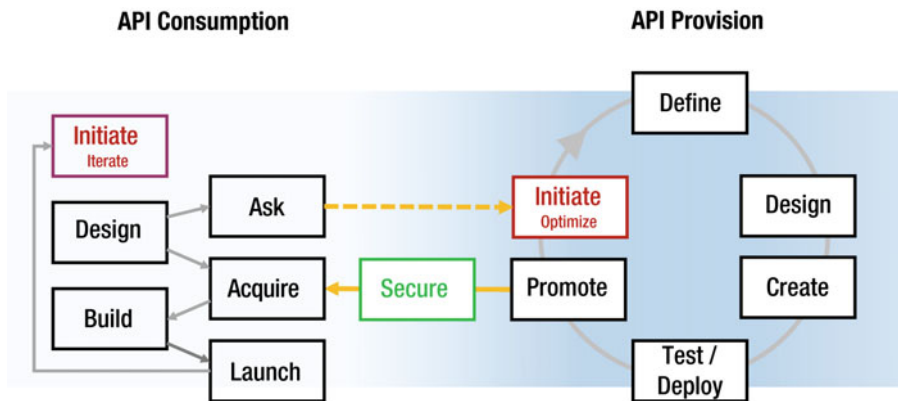 API Consumption
API Provision
Initiate
Iterate
Design
Build
Ask
Acquire
Launch
Secure
Define
Initiate
Optimize
Design
Promote
Create
Test /
Deploy